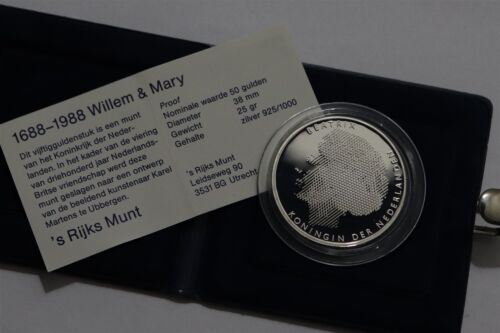 1688–1988 Willem & Mary
Dit vijftiguldenstuk is een munt
van het Koninkrijk der Neder-
landen. In het kader van de viering
van driehonderd jaar Nederlands-
Britse vriendschap werd deze
munt geslagen naar een ontwerp
van de beeldend kunstenaar Karel
Martens te Ubbergen.
's Rijks Munt
Proof
Nominale waarde 50 gulden
Diameter 38 mm
Gewicht 25 gr
Gehalte zilver 925/1000
's Rijks Munt
Leidseweg 90
3531 BG Utrecht
BEATRIX
KONINGIN DER NEDERLANDEN